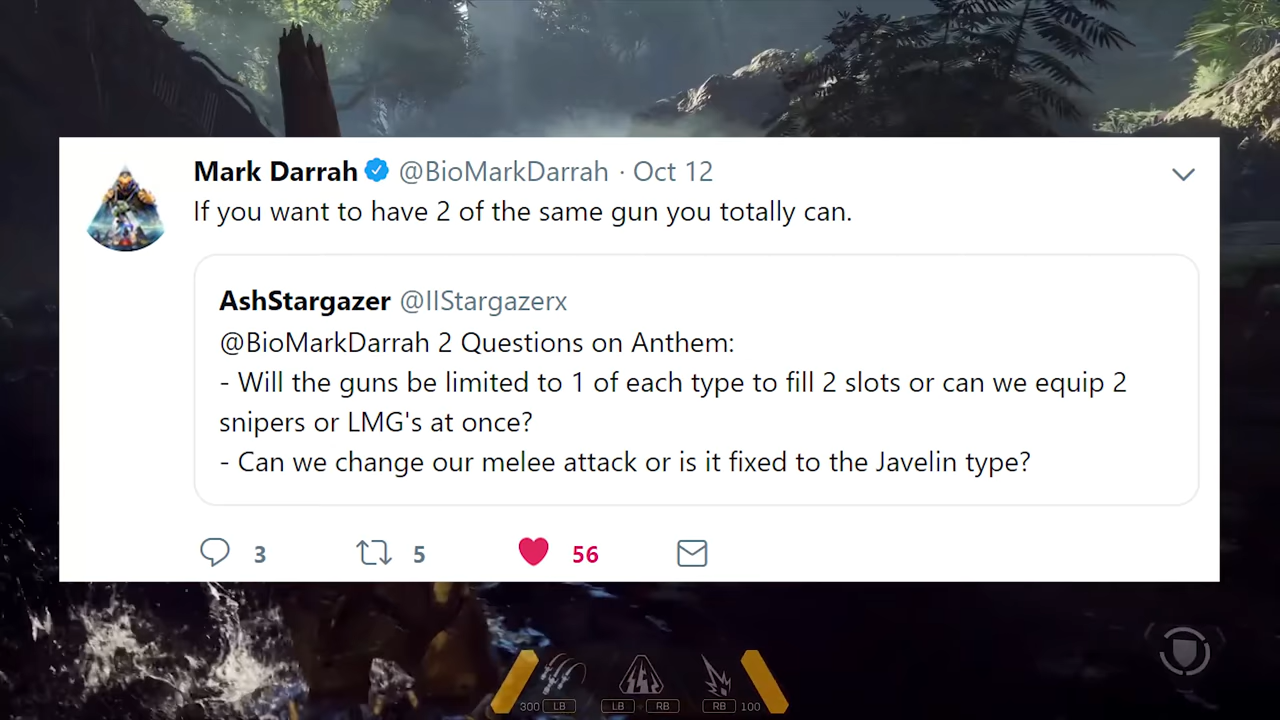 Mark Darrah @BioMarkDarrah · Oct 12
If you want to have 2 of the same gun you totally can.
AshStargazer @IIStargazerx
@BioMarkDarrah 2 Questions on Anthem:
- Will the guns be limited to 1 of each type to fill 2 slots or can we equip 2
snipers or LMG's at once?
- Can we change our melee attack or is it fixed to the Javelin type?
3 5 56
300 LB LB RB RB 100